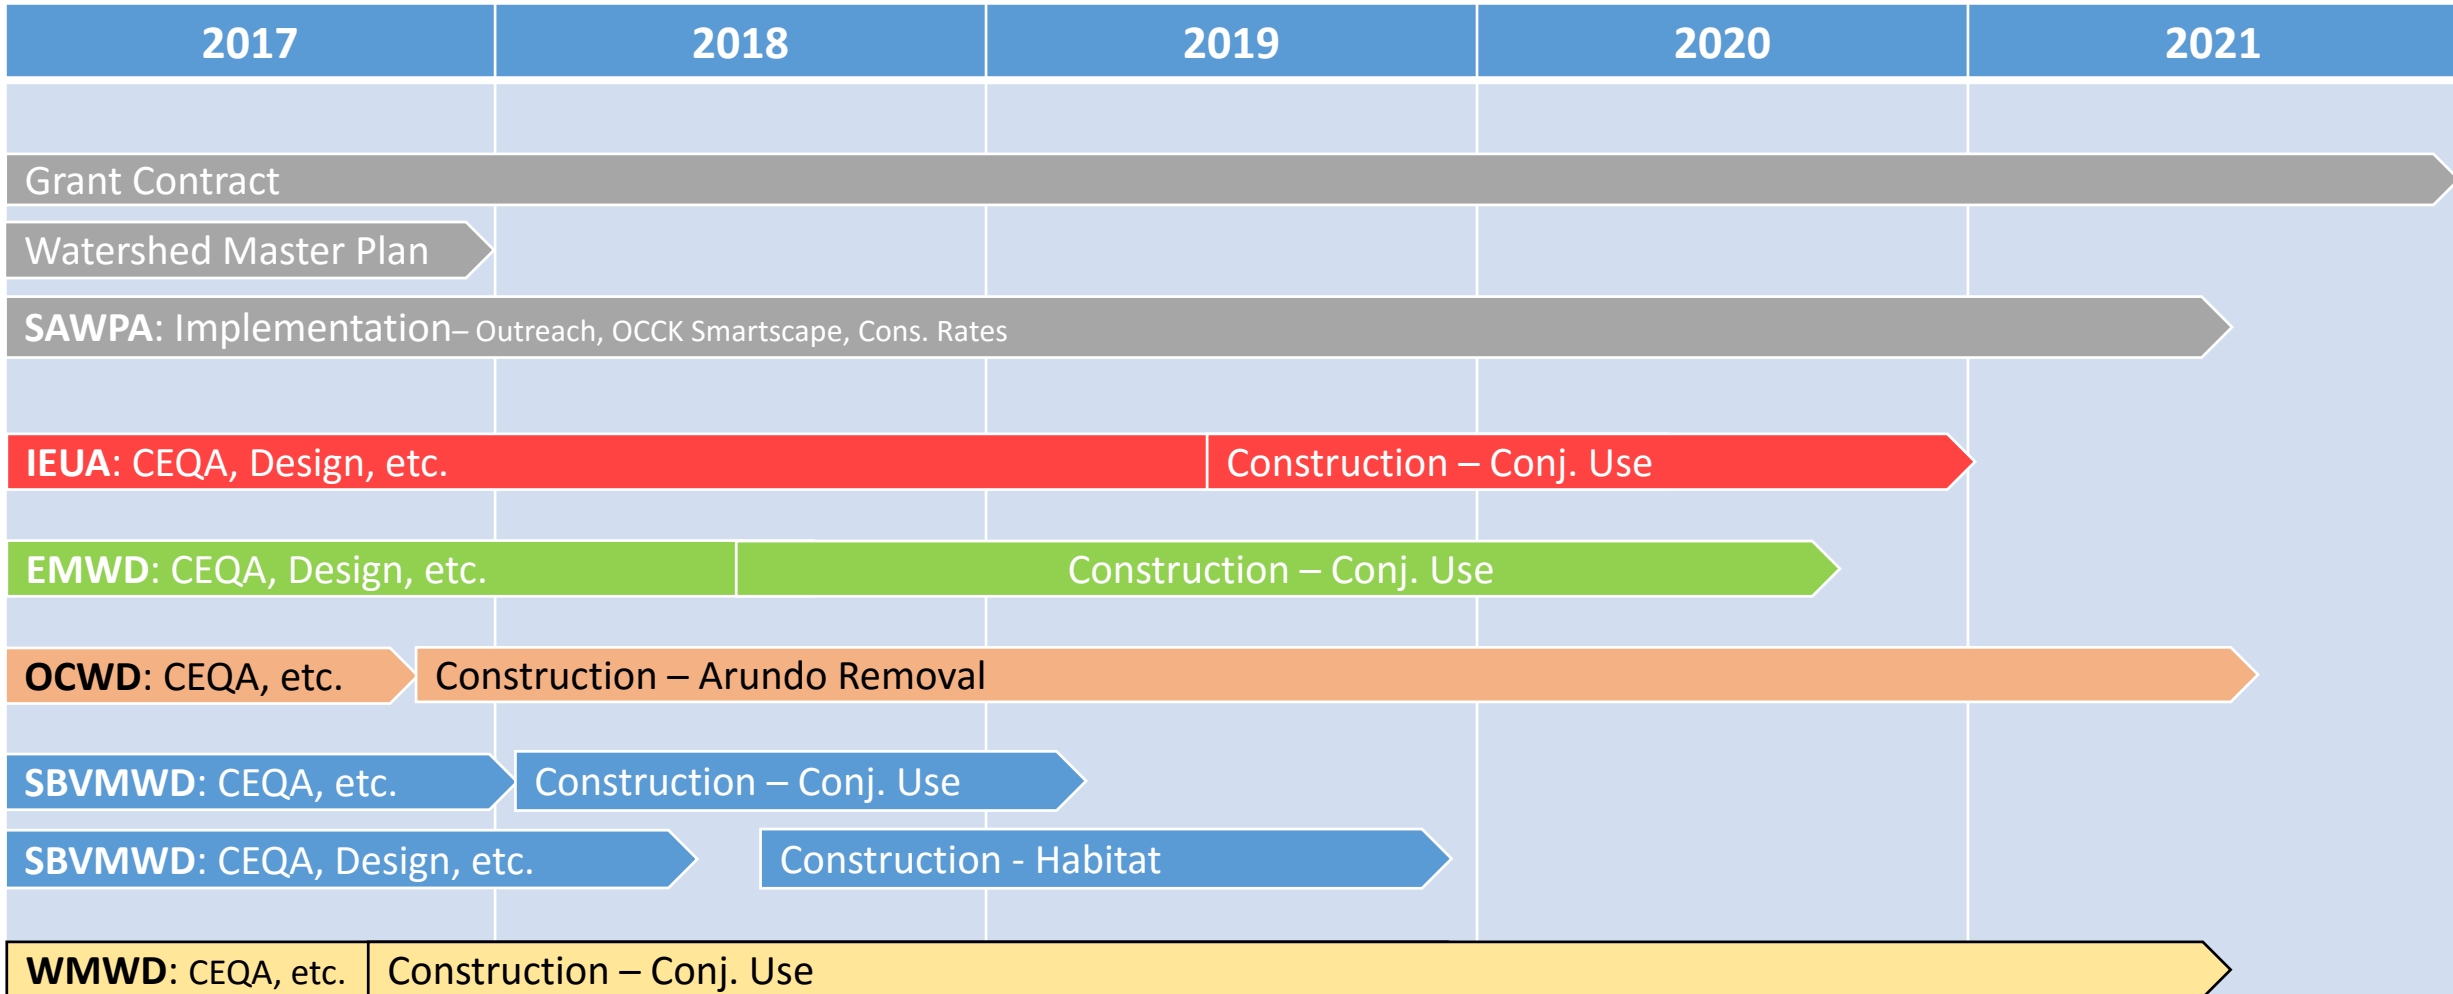 2017 2018 2019 2020 2021
Grant Contract
Watershed Master Plan
SAWPA: Implementation– Outreach, OCCK Smartscape, Cons. Rates
IEUA: CEQA, Design, etc. Construction – Conj. Use
EMWD: CEQA, Design, etc. Construction – Conj. Use
OCWD: CEQA, etc. Construction – Arundo Removal
SBVMWD: CEQA, etc. Construction – Conj. Use
SBVMWD: CEQA, Design, etc. Construction - Habitat
WMWD: CEQA, etc. Construction – Conj. Use